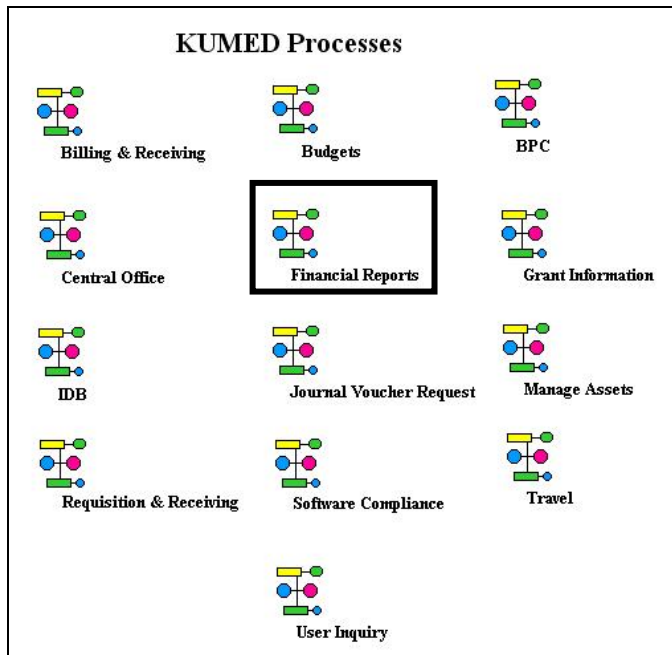 KUMED Processes
Billing & Receiving
Budgets
BPC
Central Office
Financial Reports
Grant Information
IDB
Journal Voucher Request
Manage Assets
Requisition & Receiving
Software Compliance
Travel
User Inquiry